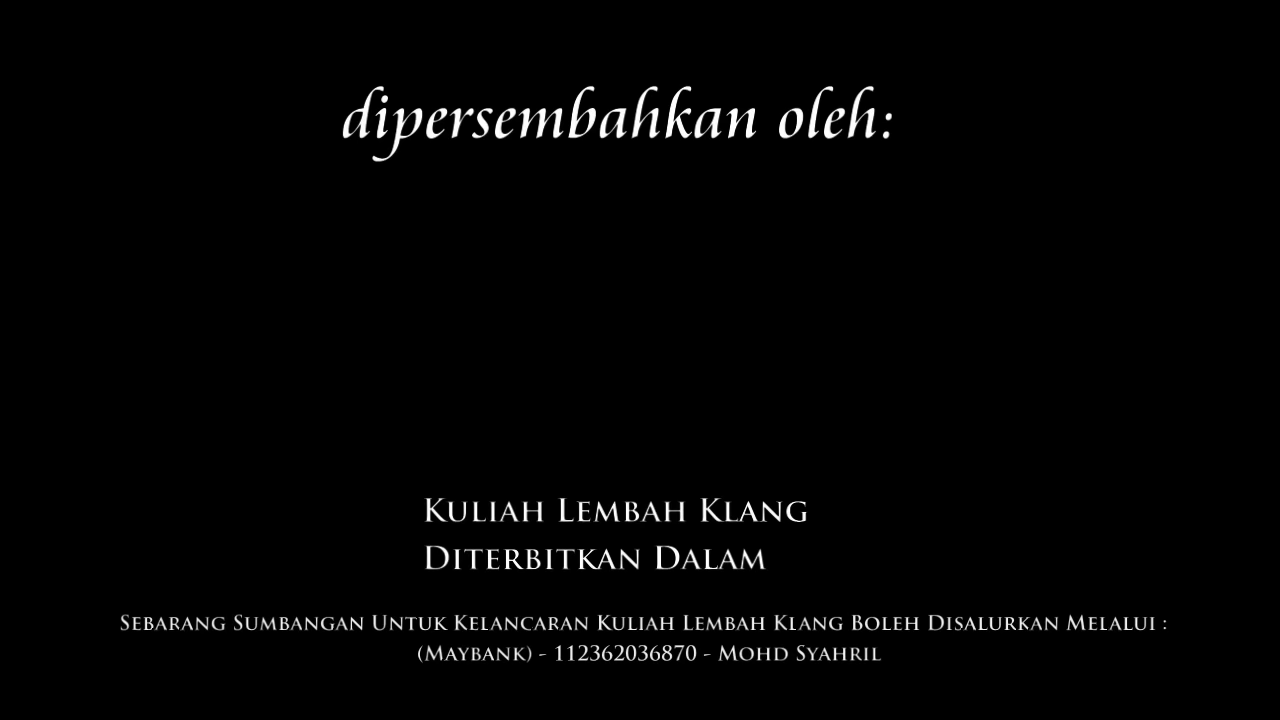 dipersembahkan oleh:
Kuliah Lembah Klang
Diterbitkan Dalam
Sebarang Sumbangan Untuk Kelancaran Kuliah Lembah Klang Boleh Disalurkan Melalui :
(Maybank) - 112362036870 - Mohd Syahril